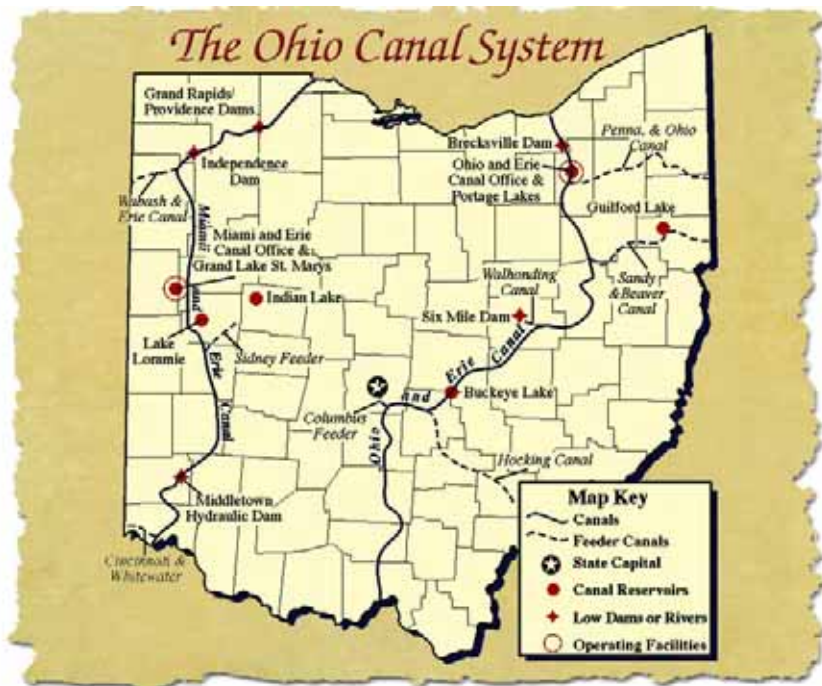 The Ohio Canal System
Grand Rapids/
Providence Dams
Independence
Dam
Wabash &
Erie Canal
Miami
and
Erie
Canal
Miami and Erie
Canal Office &
Grand Lake St. Marys
Indian Lake
Lake
Lommie
Sidney Feeder
Middletown
Hydraulic Dam
Cincinnati &
Whitewater
Columbus
Feeder
Brecksville Dam
Ohio and Erie
Canal Office &
Portage Lakes
Penna. & Ohio
Canal
Guilford Lake
Sandy
& Beaver
Canal
Walhonding
Canal
Six Mile Dam
Ohio
and
Erie
Canal
Buckeye Lake
Hocking Canal
Map Key
Canals
Feeder Canals
State Capital
Canal Reservoirs
Low Dams or Rivers
Operating Facilities